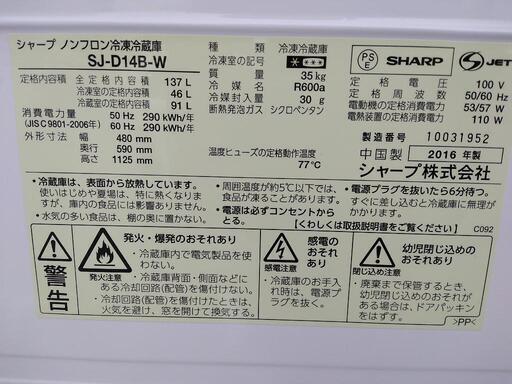 シャープ ノンフロン冷凍冷蔵庫
SJ-D14B-W
定格内容積 全定格内容積 137 L
冷凍室の定格内容積 46 L
冷蔵室の定格内容積 91 L
消費電力量 50 Hz 290 kWh/年
(JIS C 9801-2006年) 60 Hz 290 kWh/年
外形寸法 幅 480 mm
奥行 590 mm
高さ 1125 mm
種類 冷凍冷蔵庫
冷凍室の記号
質量 35 kg
冷媒 R600a
冷媒封入量 30 g
断熱発泡ガス シクロペンタン
温度ヒューズの定格動作温度
77℃
PS
E
SHARP
JET
定格電圧 100 V
定格周波数 50/60 Hz
電動機の定格消費電力 53/57 W
電熱装置の定格消費電力 110 W
製造番号 10031952
中国製 2016 年製
シャープ株式会社
・冷蔵庫は、表面から放熱しています。
使いはじめや夏場は、特に熱くなりま
すが、庫内の食品には影響ありません。
・水気の多い食品は、棚の奥に置かない。
・周囲温度が約5℃以下では、食
品が凍ることがあります。
・電源は必ずコンセントから
とる。
・電源プラグを抜いたら6分待つ。
すぐに差し込むと冷蔵庫に無理が
かかります。
【くわしくは取扱説明書をご覧ください】
C092
警告
発火注意
発火・爆発のおそれあり
・冷蔵庫内で電気製品を使
わない。
・冷蔵庫背面・側面などに
ある冷却回路(配管)を傷付けない。
・冷却回路(配管)を傷付けたときは、
火気を避け、窓を開けて換気する。
感電注意
感電の
おそれあり
・冷蔵庫のお手入
れ時は、電源プ
ラグを抜く。
閉じ込め注意
幼児閉じ込めの
おそれあり
・廃棄まで保管するとき、
幼児閉じ込めのおそれが
ある場合は、ドアパッキン
をはずす。
>PP<